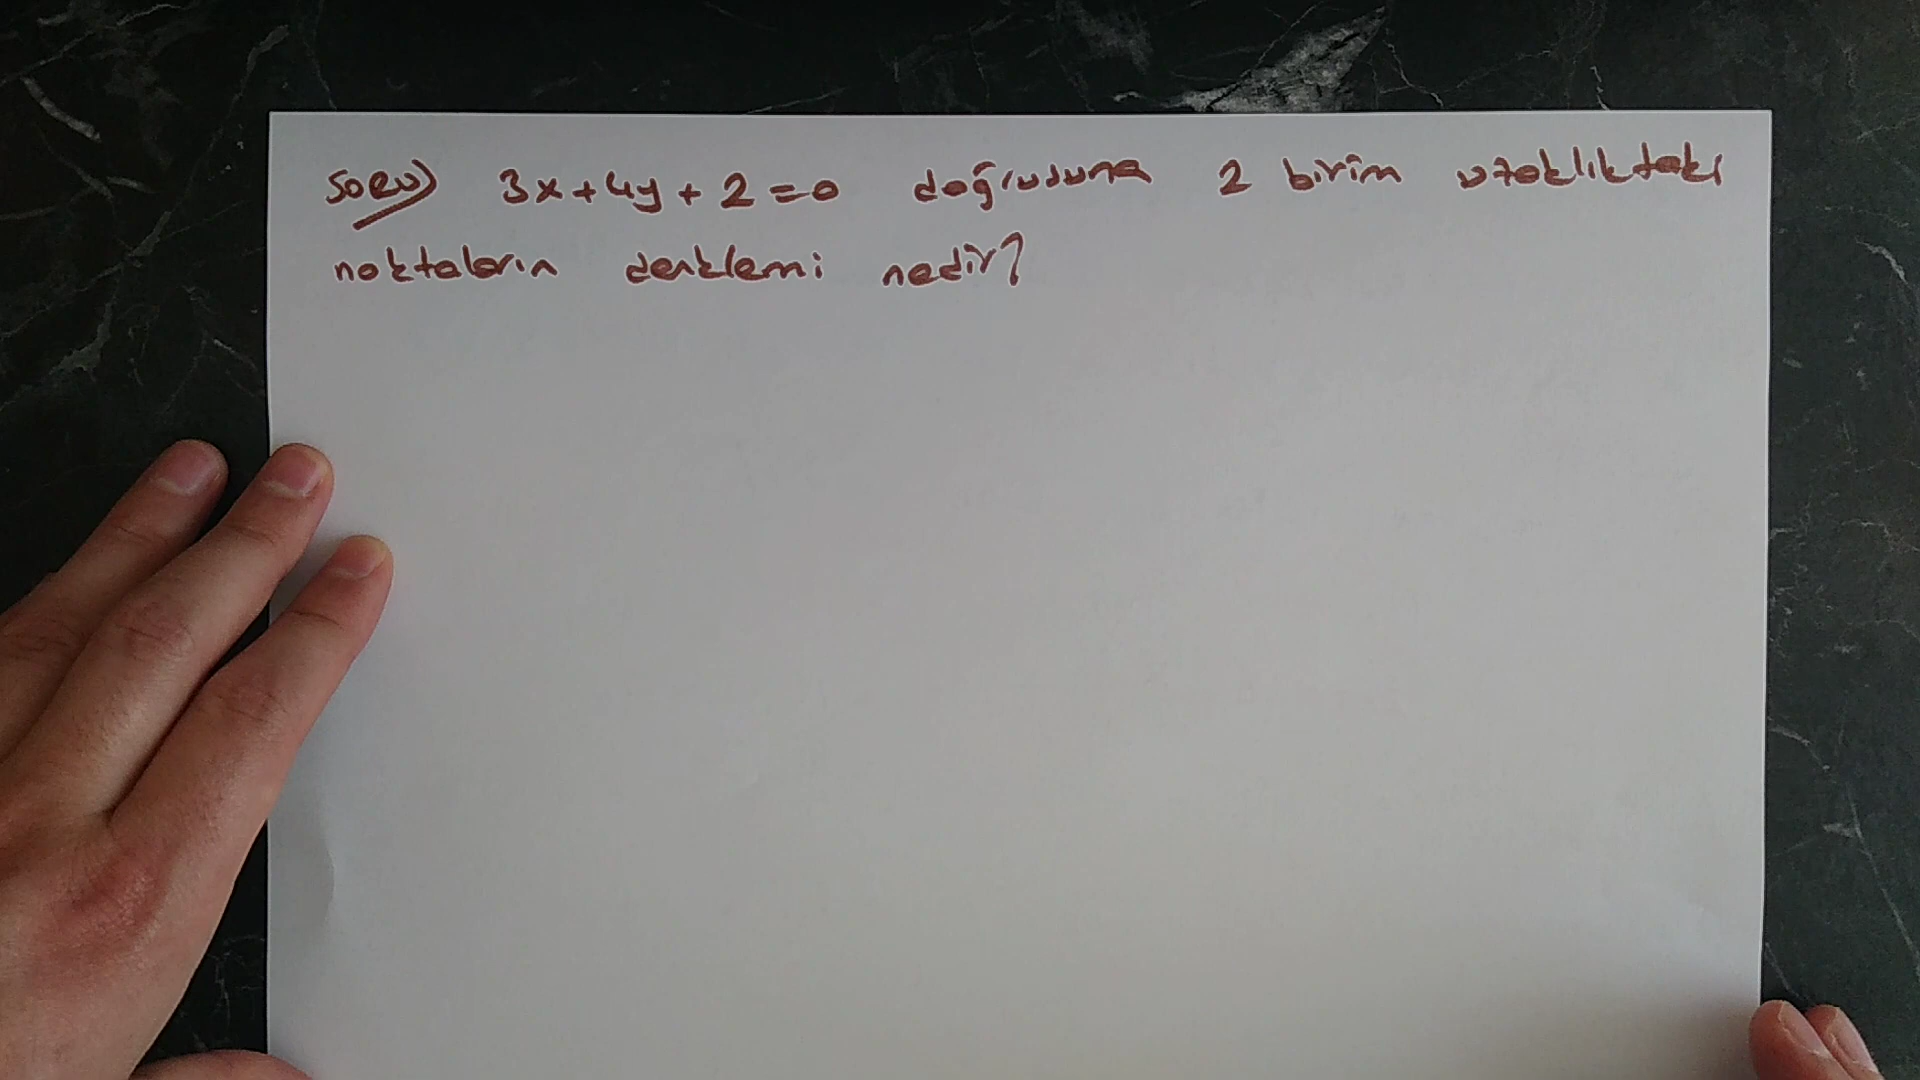 Soru) 3x+4y+2=0 doğrusuna 2 birim uzaklıktaki
noktaların denklemi nedir?